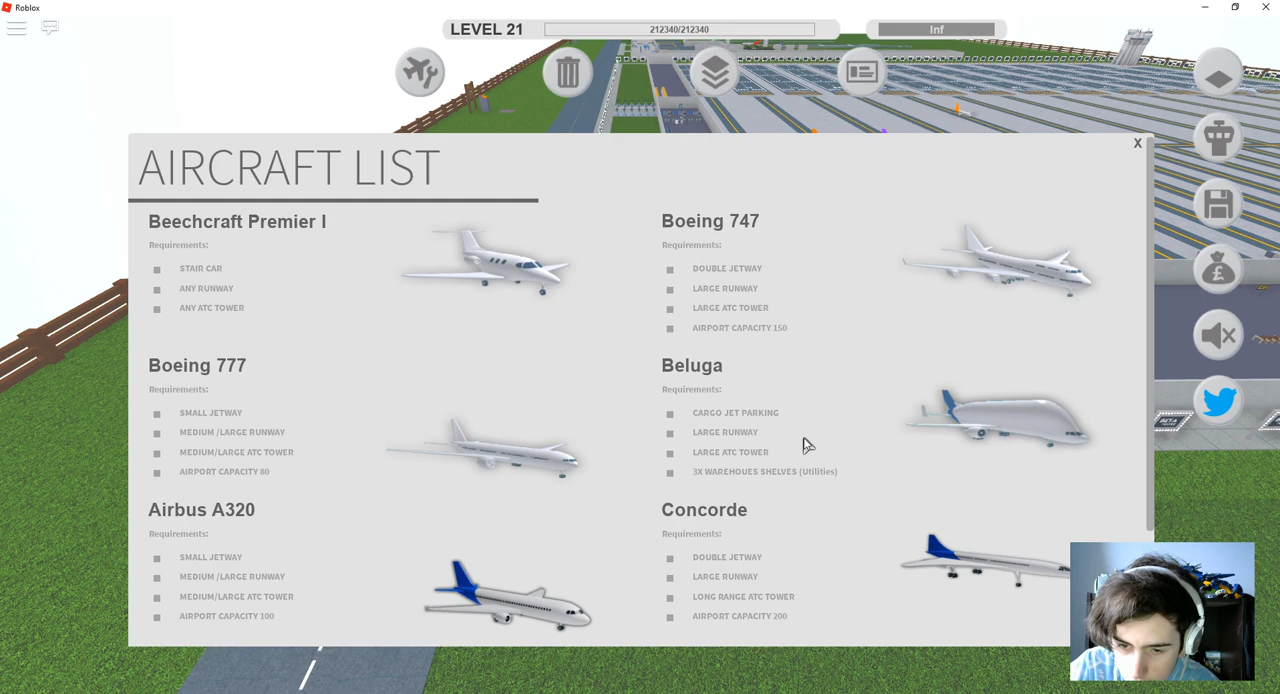 Roblox
LEVEL 21
212340/212340
Inf
AIRCRAFT LIST
X
Beechcraft Premier I
Requirements:
STAIR CAR
ANY RUNWAY
ANY ATC TOWER
Boeing 747
Requirements:
DOUBLE JETWAY
LARGE RUNWAY
LARGE ATC TOWER
AIRPORT CAPACITY 150
Boeing 777
Requirements:
SMALL JETWAY
MEDIUM /LARGE RUNWAY
MEDIUM/LARGE ATC TOWER
AIRPORT CAPACITY 80
Beluga
Requirements:
CARGO JET PARKING
LARGE RUNWAY
LARGE ATC TOWER
3X WAREHOUES SHELVES (Utilities)
Airbus A320
Requirements:
SMALL JETWAY
MEDIUM /LARGE RUNWAY
MEDIUM/LARGE ATC TOWER
AIRPORT CAPACITY 100
Concorde
Requirements:
DOUBLE JETWAY
LARGE RUNWAY
LONG RANGE ATC TOWER
AIRPORT CAPACITY 200
£